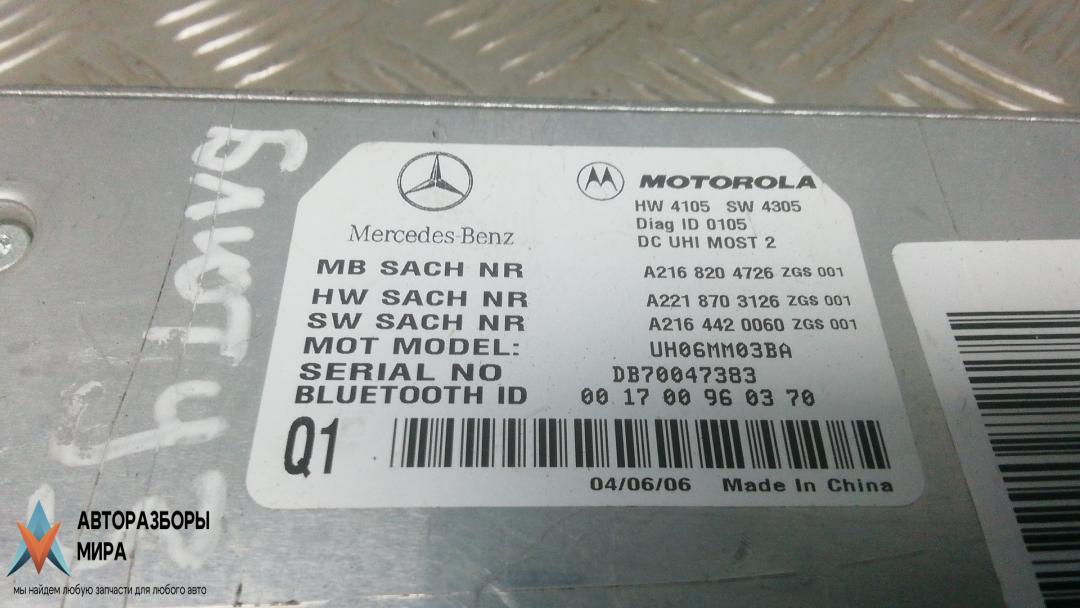 Mercedes-Benz
MOTOROLA
HW 4105 SW 4305
Diag ID 0105
DC UHI MOST 2
MB SACH NR A216 820 4726 ZGS 001
HW SACH NR A221 870 3126 ZGS 001
SW SACH NR A216 442 0060 ZGS 001
MOT MODEL: UH06MM03BA
SERIAL NO DB70047383
BLUETOOTH ID 00 17 00 96 03 70
Q1
04/06/06 Made In China
АВТОРАЗБОРЫ
МИРА
мы найдем любую запчасти для любого авто